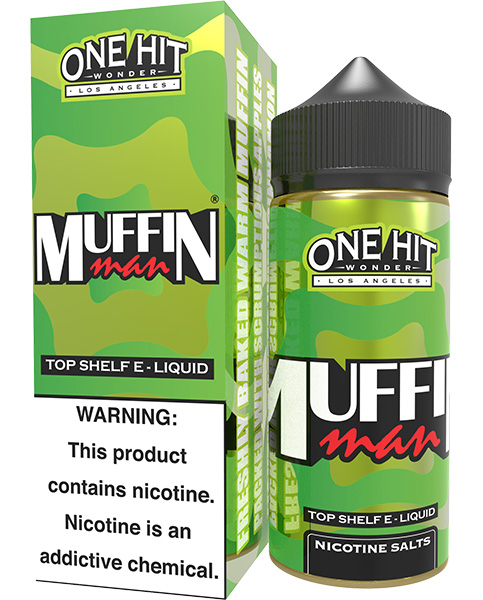 ONE HIT
WONDER
LOS ANGELES
MUFFIN
man
®
TOP SHELF E - LIQUID
WARNING:
This product
contains nicotine.
Nicotine is an
addictive chemical.
FRESHLY BAKED WARM MUFFIN
ONE HIT
WONDER
LOS ANGELES
MUFFIN
man
TOP SHELF E - LIQUID
NICOTINE SALTS